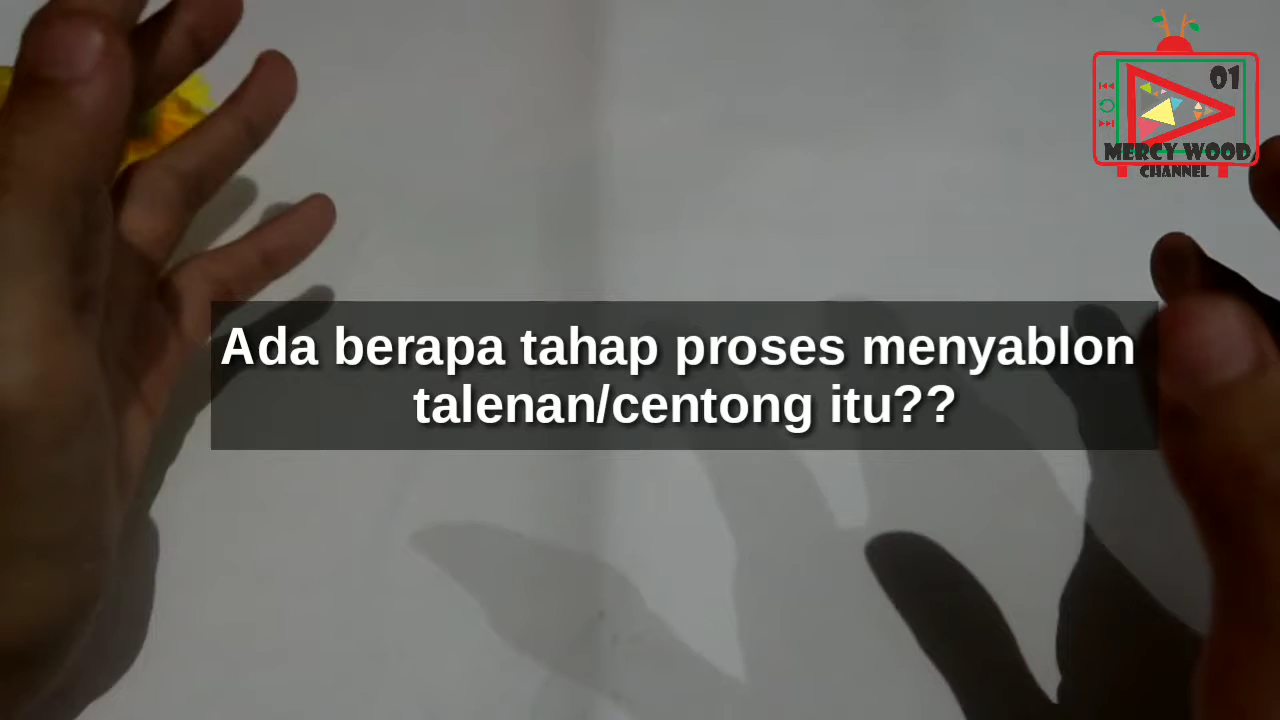 01
MERCY WOOD
CHANNEL
Ada berapa tahap proses menyablon
talenan/centong itu??